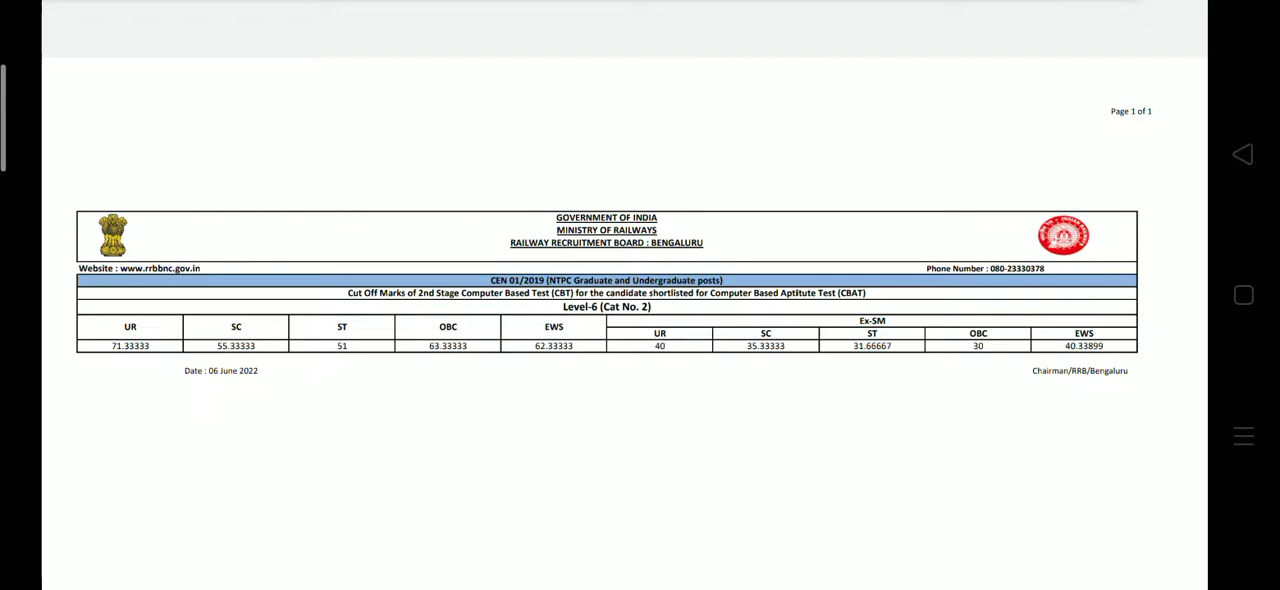 Page 1 of 1
GOVERNMENT OF INDIA
MINISTRY OF RAILWAYS
RAILWAY RECRUITMENT BOARD : BENGALURU
Website : www.rrbbnc.gov.in Phone Number : 080-23330378
CEN 01/2019 (NTPC Graduate and Undergraduate posts)
Cut Off Marks of 2nd Stage Computer Based Test (CBT) for the candidate shortlisted for Computer Based Aptitute Test (CBAT)
Level-6 (Cat No. 2)
UR SC ST OBC EWS Ex-SM
UR SC ST OBC EWS
71.33333 55.33333 51 63.33333 62.33333 40 35.33333 31.66667 30 40.33899
Date : 06 June 2022 Chairman/RRB/Bengaluru